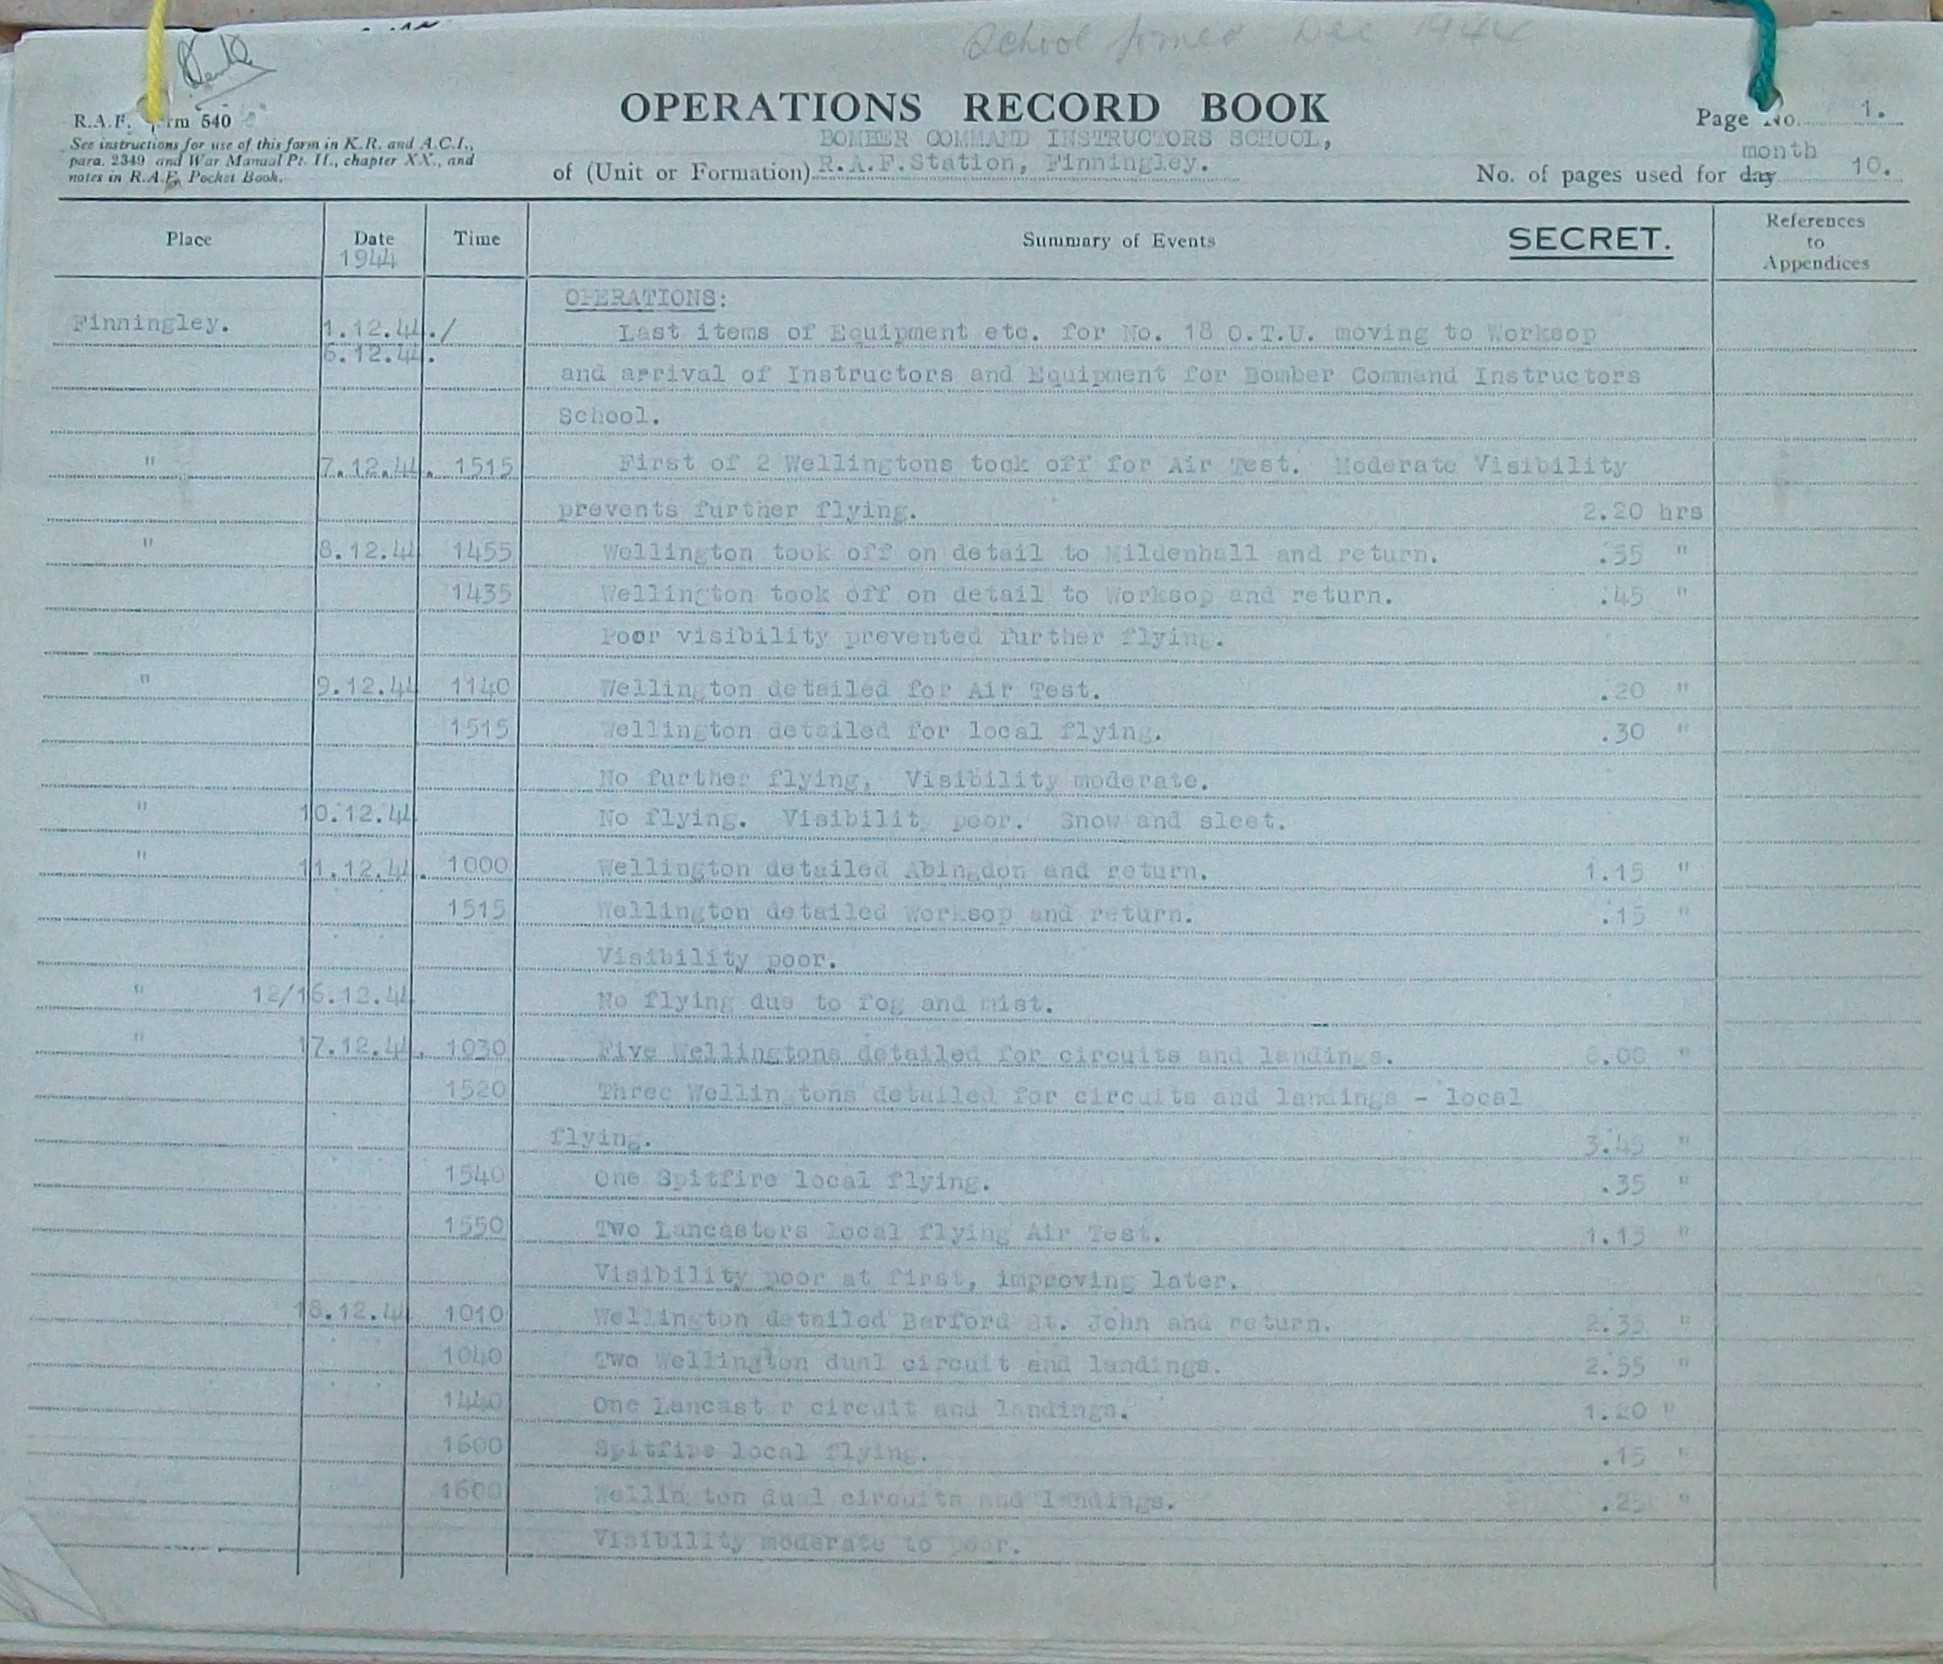 School formed Dec 1944
R.A.F. Form 540
OPERATIONS RECORD BOOK
Page No. 1.
See instructions for use of this form in K.R. and A.C.I.,
para. 2349 and War Manual Pt. II., chapter XX., and
notes in R.A.F. Pocket Book.
BOMBER COMMAND INSTRUCTORS SCHOOL,
of (Unit or Formation) R.A.F.Station, Finningley.
month
No. of pages used for day 10.
Place Date Time Summary of Events SECRET. References to Appendices
1944
OPERATIONS:
Finningley. 1.12.44./ Last items of Equipment etc. for No. 18 O.T.U. moving to Worksop
6.12.44. and arrival of Instructors and Equipment for Bomber Command Instructors
School.
" 7.12.44. 1515 First of 2 Wellingtons took off for Air Test. Moderate Visibility
prevents further flying. 2.20 hrs
" 8.12.44 1455 Wellington took off on detail to Mildenhall and return. .35 "
1435 Wellington took off on detail to Worksop and return. .45 "
Poor visibility prevented further flying.
" 9.12.44 1140 Wellington detailed for Air Test. .20 "
1515 Wellington detailed for local flying. .30 "
No further flying, Visibility moderate.
" 10.12.44 No flying. Visibility poor. Snow and sleet.
" 11.12.44. 1000 Wellington detailed Abingdon and return. 1.15 "
1515 Wellington detailed Worksop and return. .15 "
Visibility poor.
" 12/16.12.44 No flying due to fog and mist.
" 17.12.44. 1030 Five Wellingtons detailed for circuits and landings. 6.00 "
1520 Three Wellingtons detailed for circuits and landings - local
flying. 3.45 "
1540 One Spitfire local flying. .35 "
1550 Two Lancasters local flying Air Test. 1.15 "
Visibility poor at first, improving later.
18.12.44 1010 Wellington detailed Barford St. John and return. 2.35 "
1040 Two Wellington dual circuit and landings. 2.55 "
1440 One Lancaster circuit and landings. 1.20 "
1600 Spitfire local flying. .15 "
1600 Wellington dual circuits and landings. .25 "
Visibility moderate to poor.